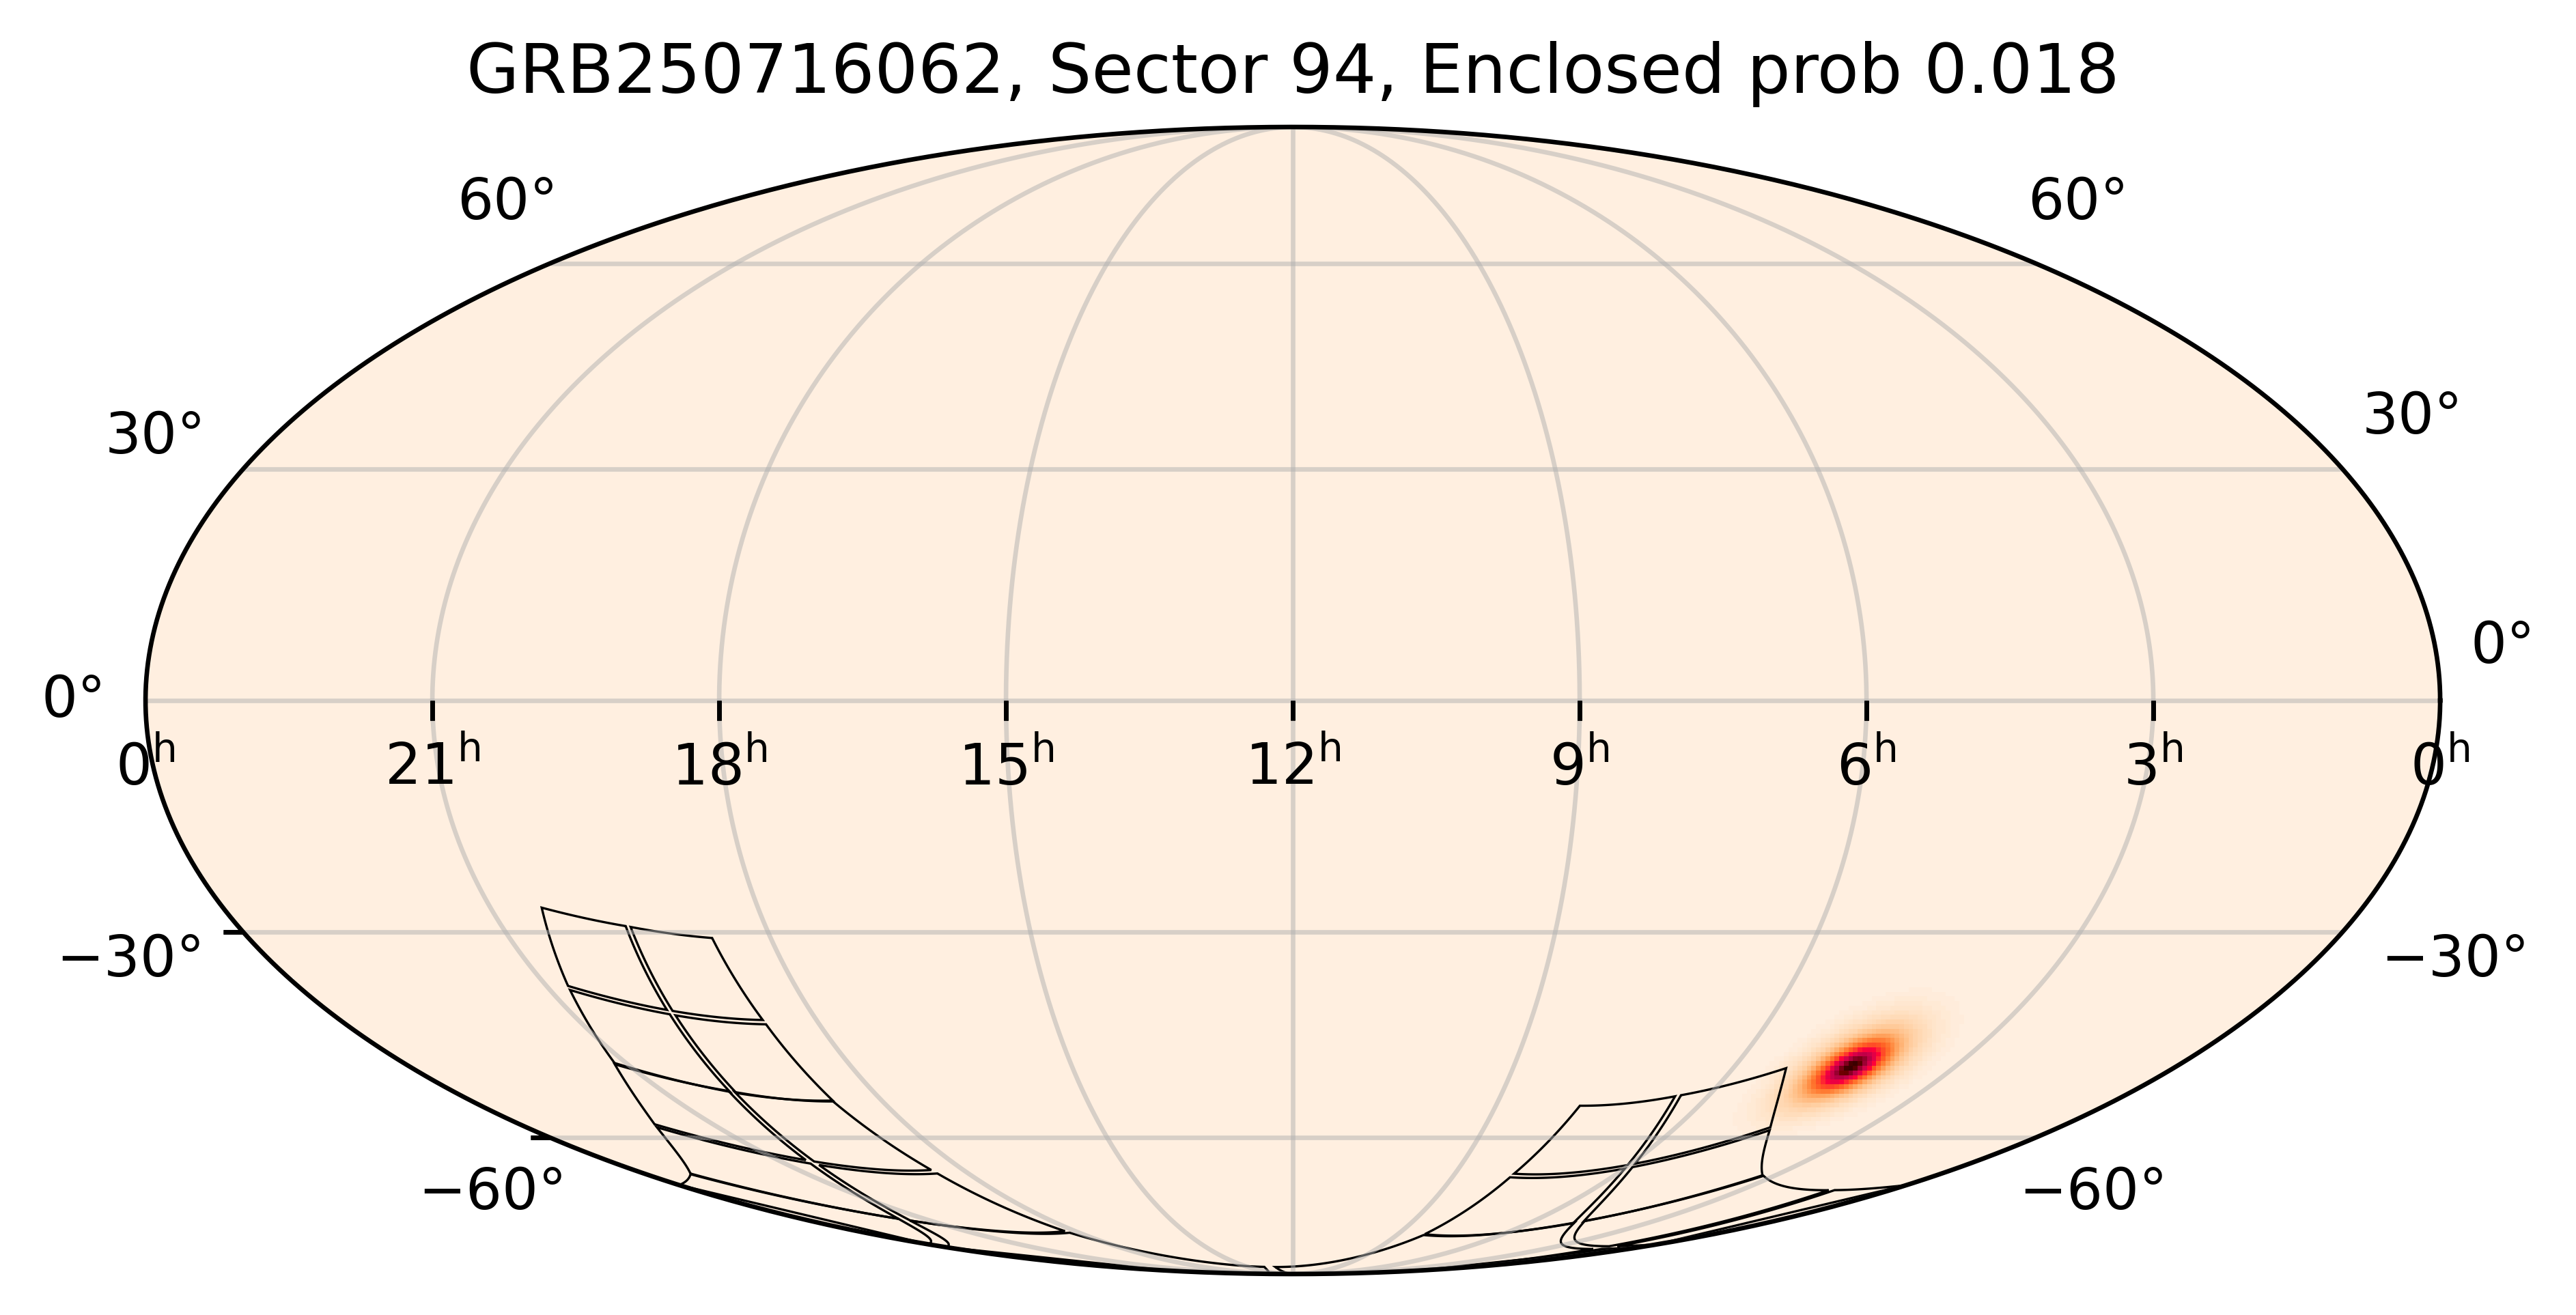 GRB250716062, Sector 94, Enclosed prob 0.018
60° 60°
30° 30°
0° 0°
0ʰ 21ʰ 18ʰ 15ʰ 12ʰ 9ʰ 6ʰ 3ʰ 0ʰ
−30° −30°
−60° −60°